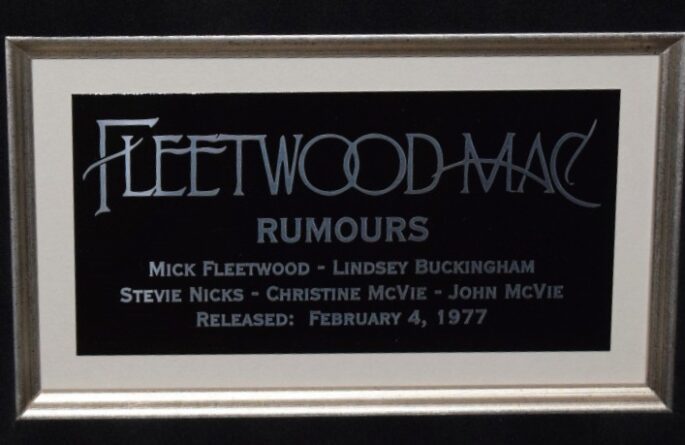 FLEETWOOD MAC
RUMOURS
MICK FLEETWOOD - LINDSEY BUCKINGHAM
STEVIE NICKS - CHRISTINE MCVIE - JOHN MCVIE
RELEASED: FEBRUARY 4, 1977